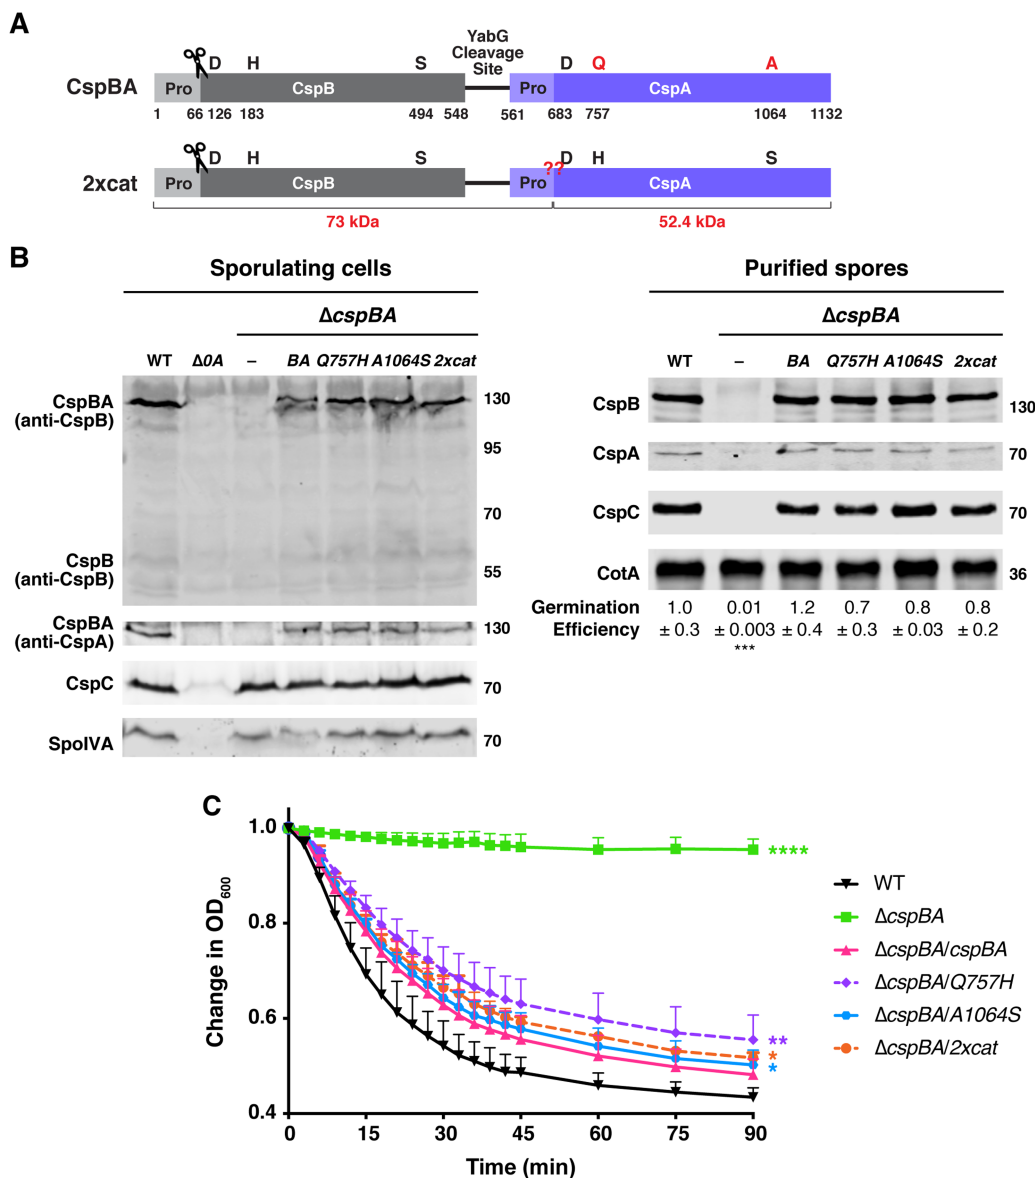 A
YabG
Cleavage
Site
D H S D Q A
CspBA Pro CspB Pro CspA
1 66 126 183 494 548 561 683 757 1064 1132
D H S ?? D H S
2xcat Pro CspB Pro CspA
73 kDa 52.4 kDa
B
Sporulating cells
ΔcspBA
WT Δ0A – BA Q757H A1064S 2xcat
CspBA
(anti-CspB)
130
95
70
CspB
(anti-CspB)
55
CspBA
(anti-CspA)
130
CspC
70
SpoIVA
70
Purified spores
ΔcspBA
WT – BA Q757H A1064S 2xcat
CspB
130
CspA
70
CspC
70
CotA
36
Germination 1.0 0.01 1.2 0.7 0.8 0.8
Efficiency ± 0.3 ± 0.003 ± 0.4 ± 0.3 ± 0.03 ± 0.2
***
C
Change in OD600
1.0
0.8
0.6
0.4
0 15 30 45 60 75 90
Time (min)
****
**
*
*
WT
ΔcspBA
ΔcspBA/cspBA
ΔcspBA/Q757H
ΔcspBA/A1064S
ΔcspBA/2xcat